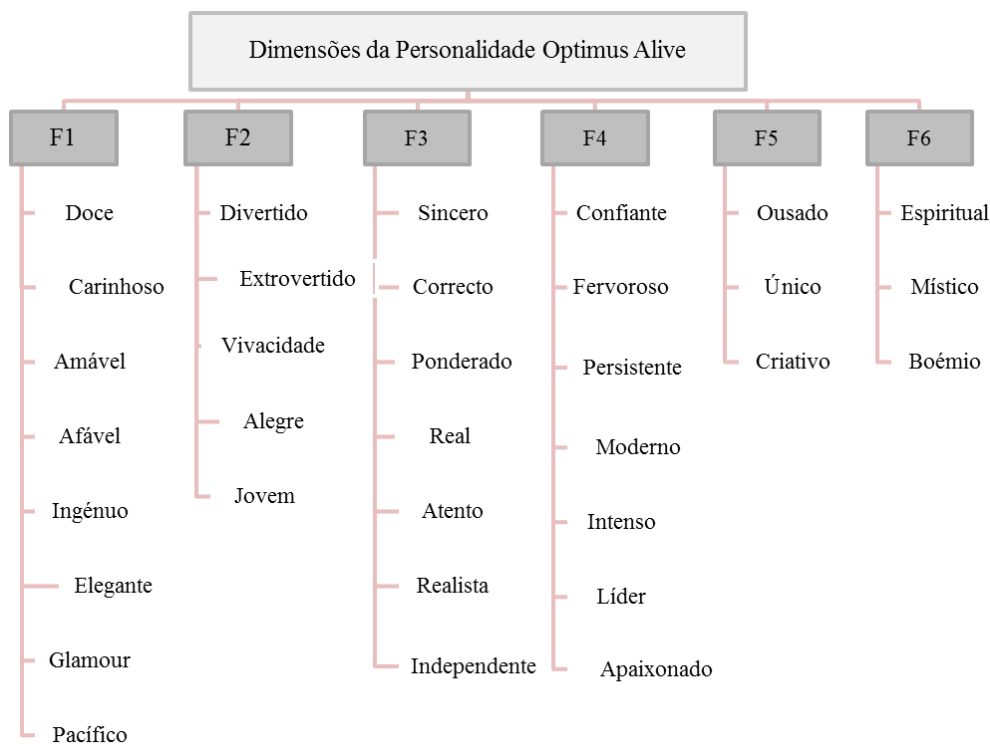 Dimensões da Personalidade Optimus Alive
F1
Doce
Carinhoso
Amável
Afável
Ingénuo
Elegante
Glamour
Pacífico
F2
Divertido
Extrovertido
Vivacidade
Alegre
Jovem
F3
Sincero
Correcto
Ponderado
Real
Atento
Realista
Independente
F4
Confiante
Fervoroso
Persistente
Moderno
Intenso
Líder
Apaixonado
F5
Ousado
Único
Criativo
F6
Espiritual
Místico
Boémio